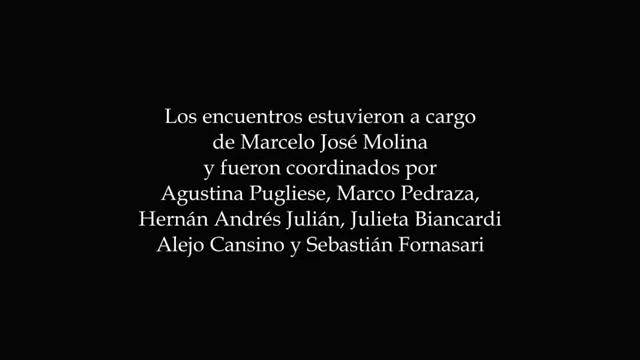 Los encuentros estuvieron a cargo
de Marcelo José Molina
y fueron coordinados por
Agustina Pugliese, Marco Pedraza,
Hernán Andrés Julián, Julieta Biancardi
Alejo Cansino y Sebastián Fornasari